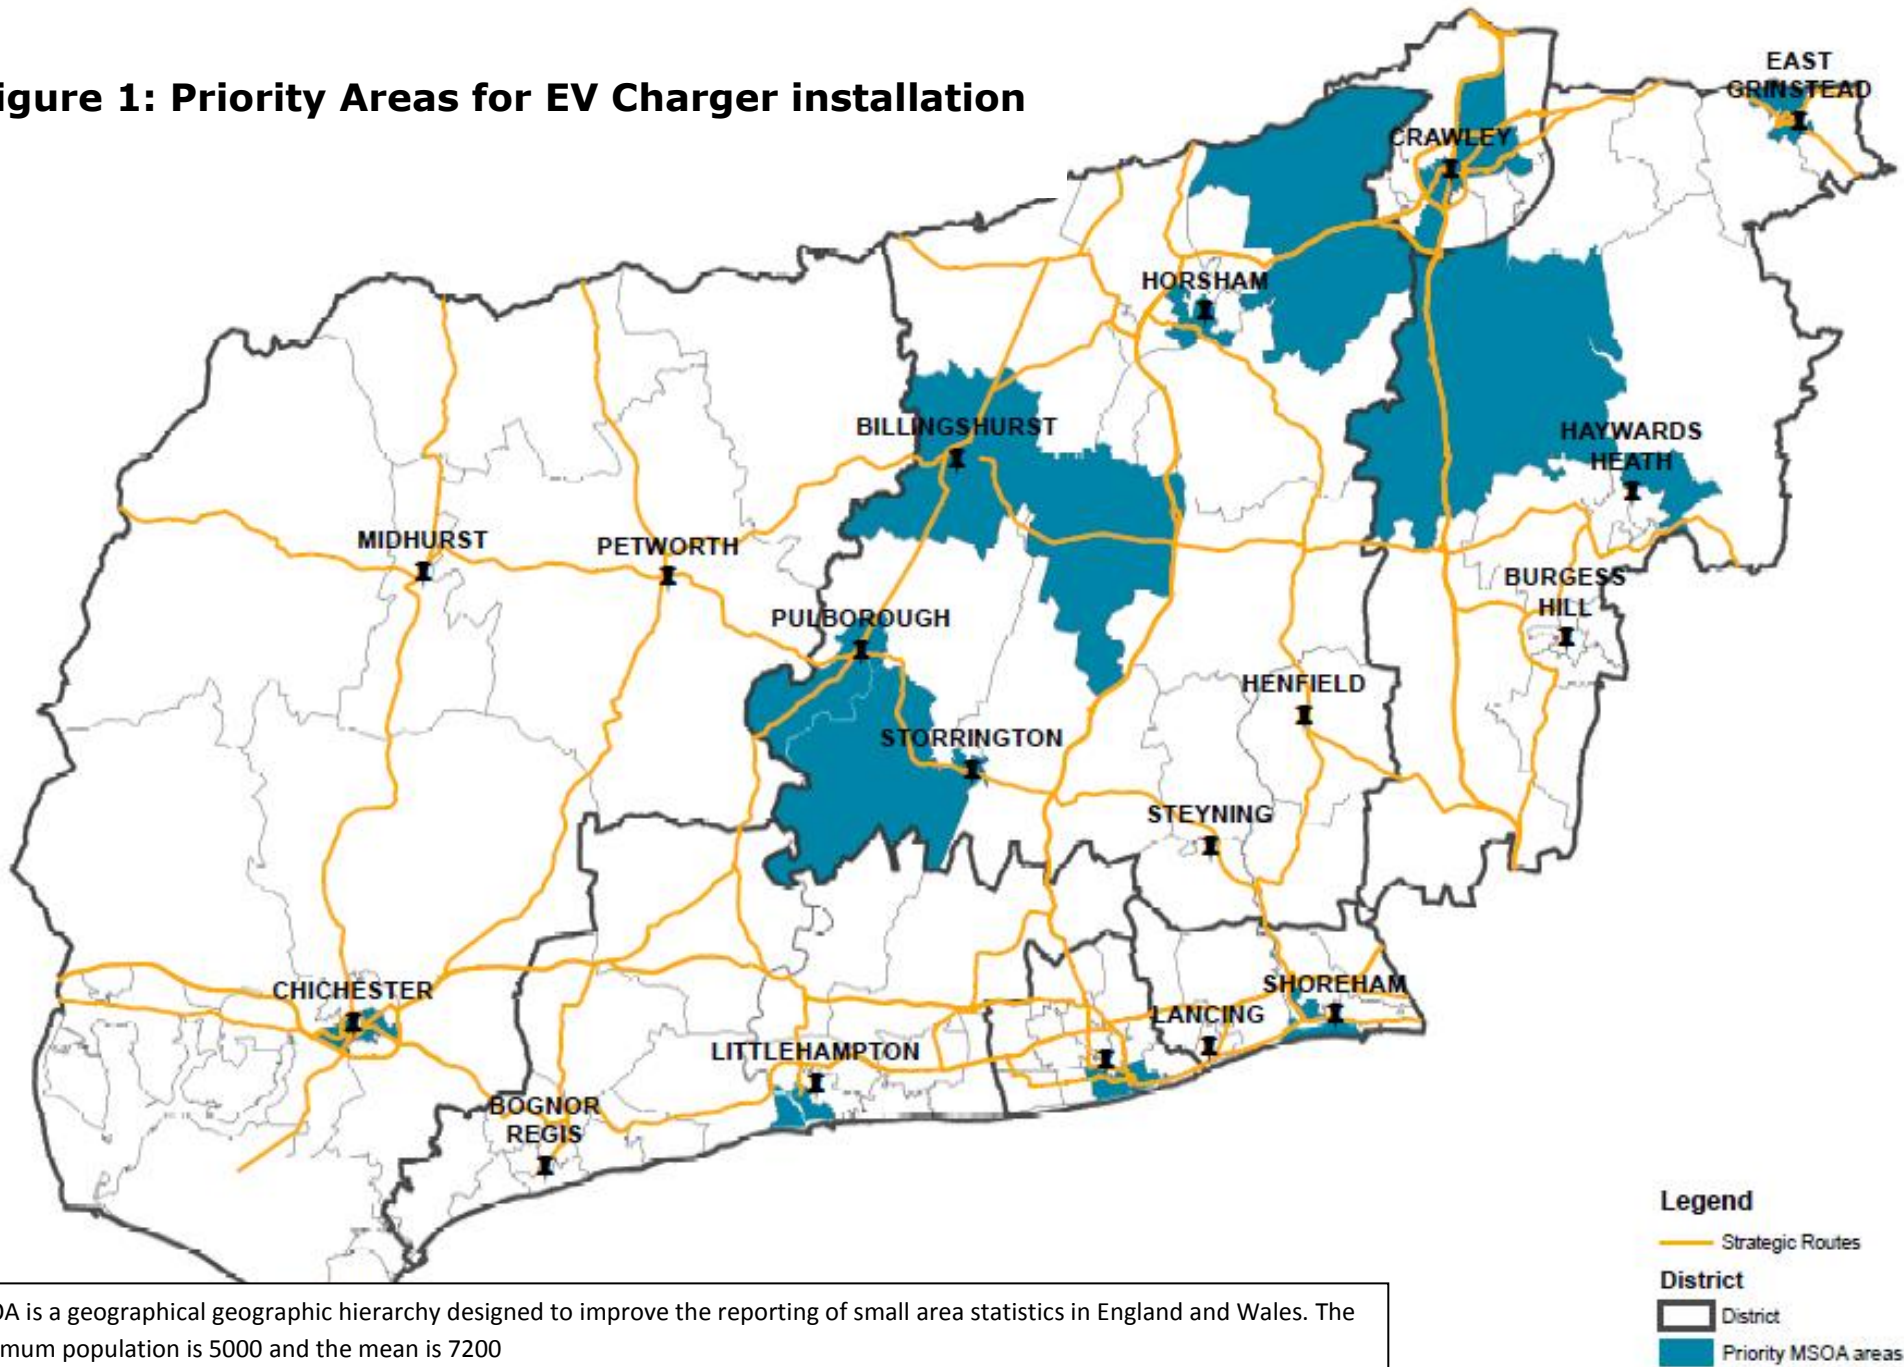 igure 1: Priority Areas for EV Charger installation
EAST
GRINSTEAD
CRAWLEY
HORSHAM
BILLINGSHURST
HAYWARDS
HEATH
MIDHURST
PETWORTH
BURGESS
HILL
PULBOROUGH
HENFIELD
STORRINGTON
STEYNING
CHICHESTER
SHOREHAM
LANCING
LITTLEHAMPTON
BOGNOR
REGIS
Legend
Strategic Routes
District
District
Priority MSOA areas
OA is a geographical geographic hierarchy designed to improve the reporting of small area statistics in England and Wales. The
mum population is 5000 and the mean is 7200